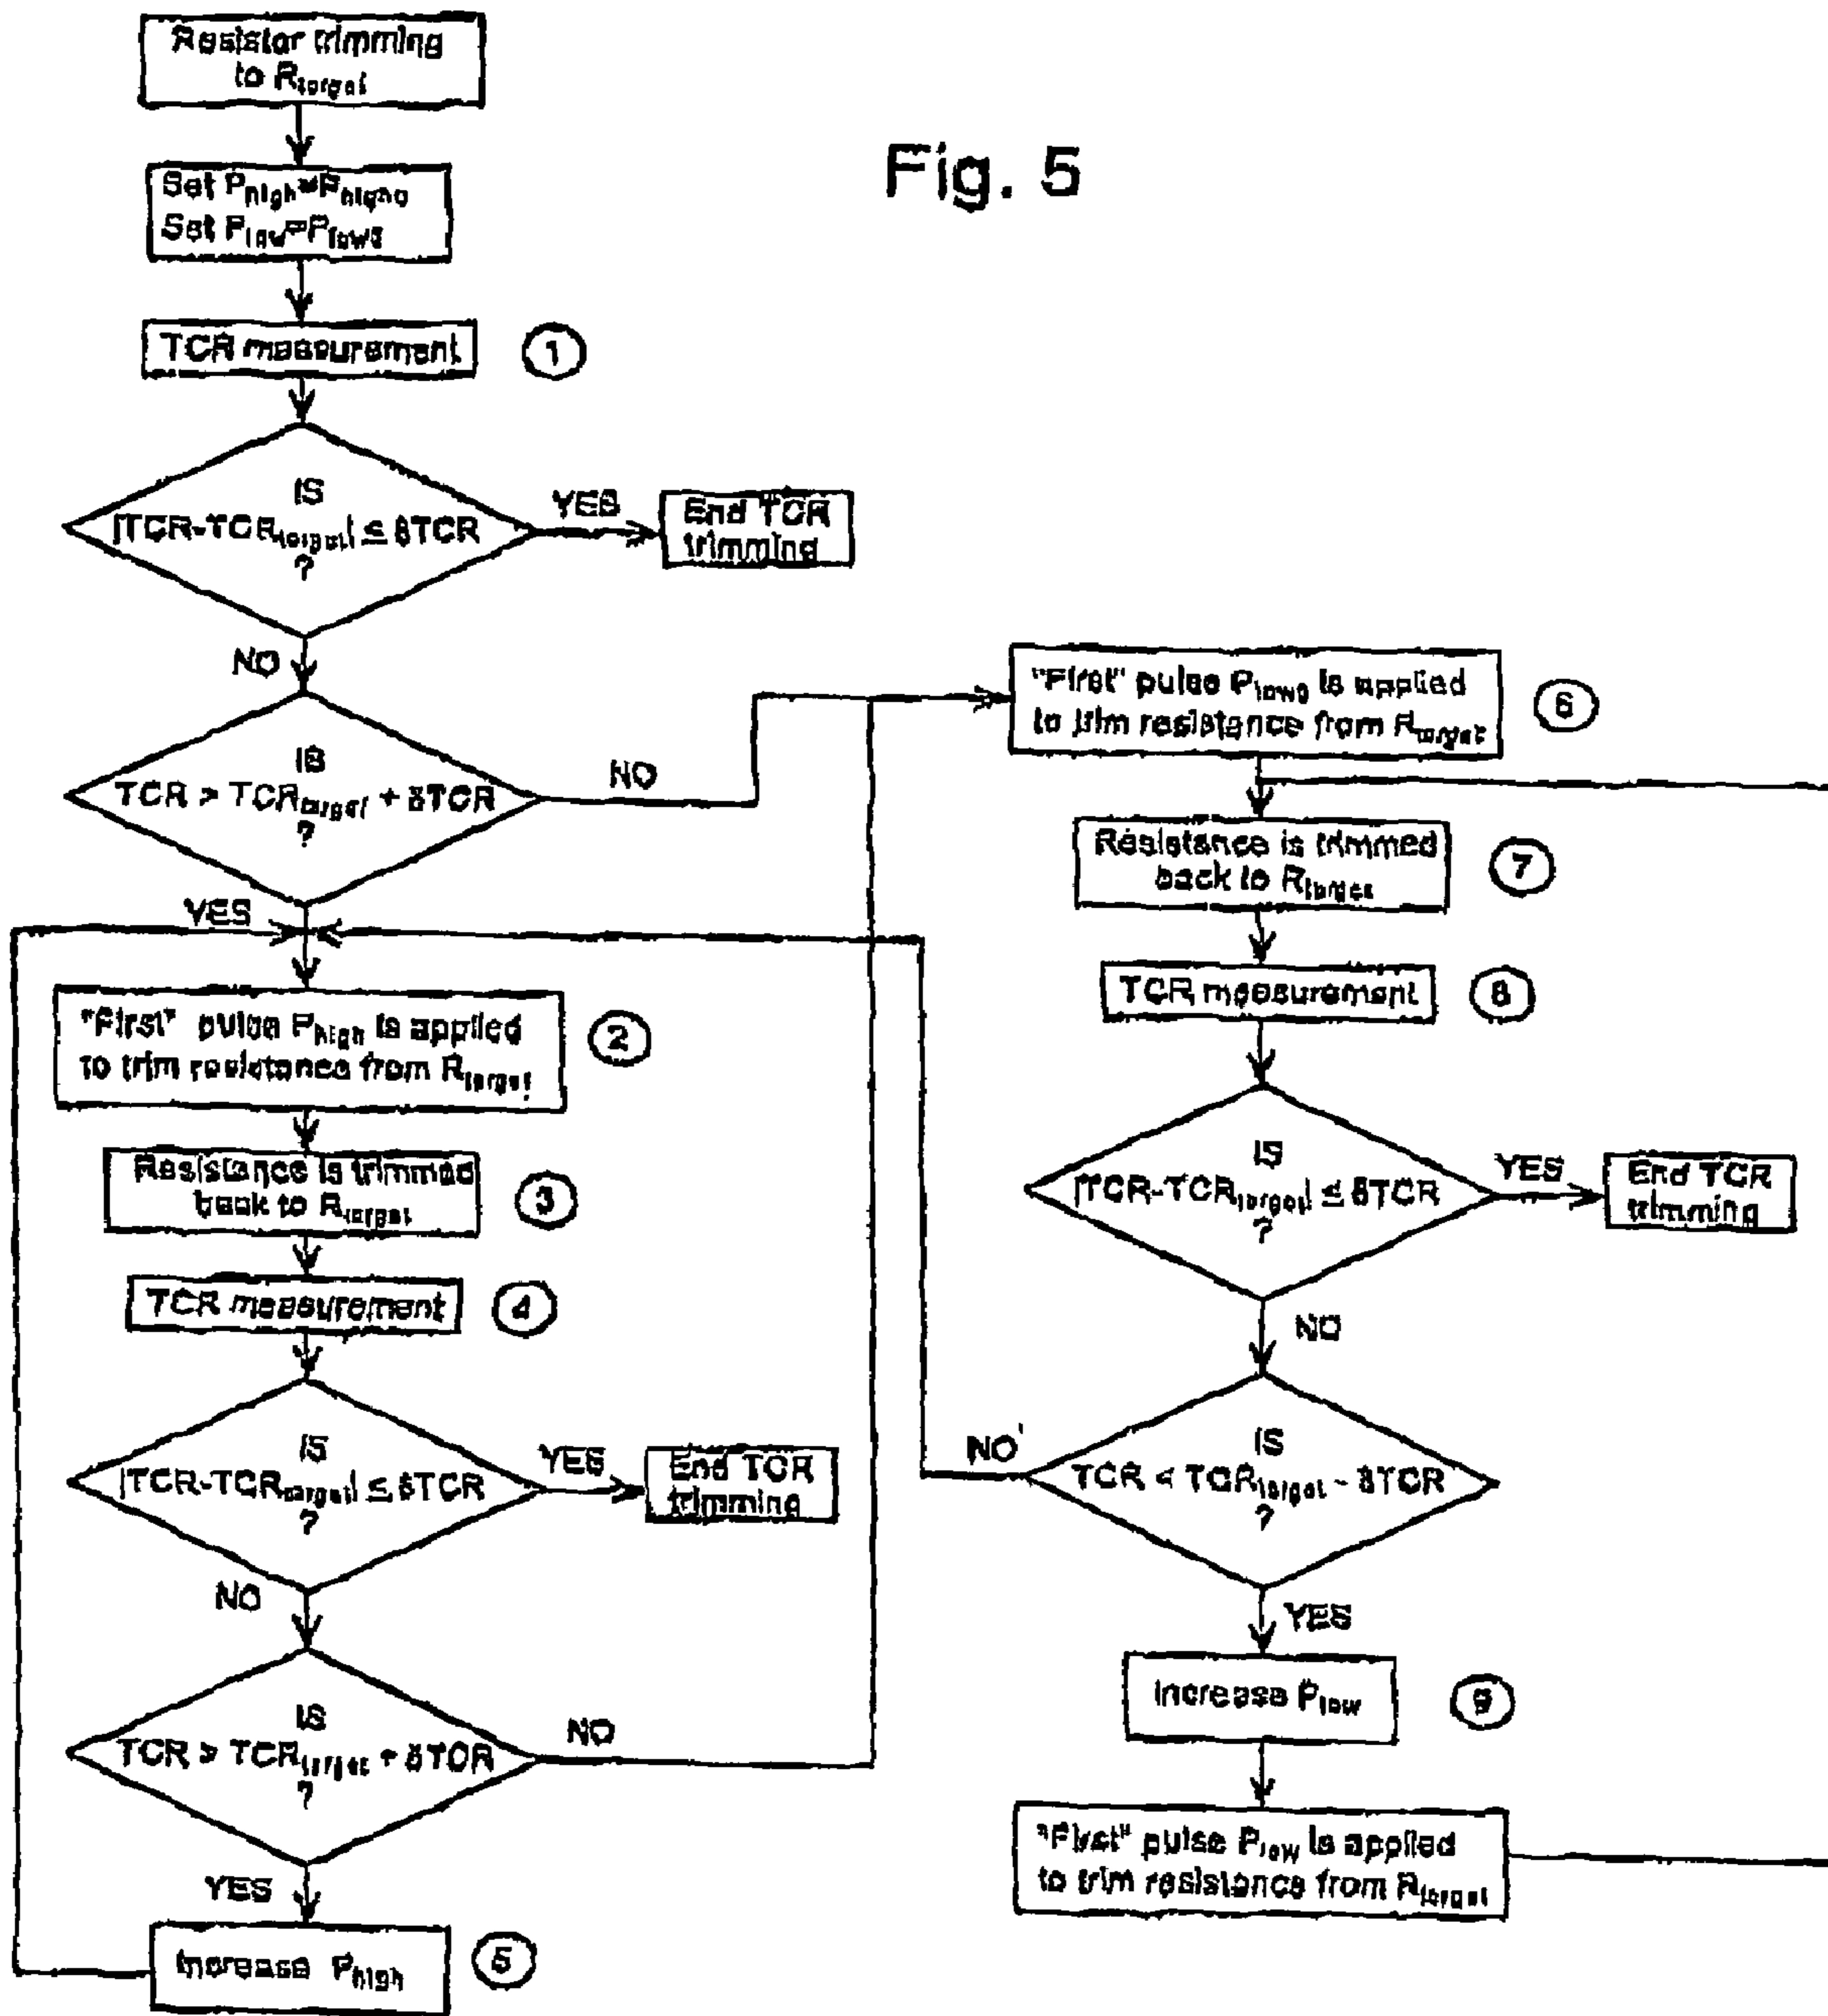 Fig. 5
Resistor trimming
to R_target
Set P_high=P_high0
Set P_low=P_low0
TCR measurement
1
IS
|TCR-TCR_target| ≤ δTCR
?
YES
End TCR
trimming
NO
IS
TCR > TCR_target + δTCR
?
NO
YES
"First" pulse P_high is applied
to trim resistance from R_target
2
Resistance is trimmed
back to R_target
3
TCR measurement
4
IS
|TCR-TCR_target| ≤ δTCR
?
YES
End TCR
trimming
NO
IS
TCR > TCR_target + δTCR
?
NO
YES
Increase P_high
5
"First" pulse P_low0 is applied
to trim resistance from R_target
6
Resistance is trimmed
back to R_target
7
TCR measurement
8
IS
|TCR-TCR_target| ≤ δTCR
?
YES
End TCR
trimming
NO
IS
TCR < TCR_target - δTCR
?
NO
YES
Increase P_low
9
"First" pulse P_low is applied
to trim resistance from R_target